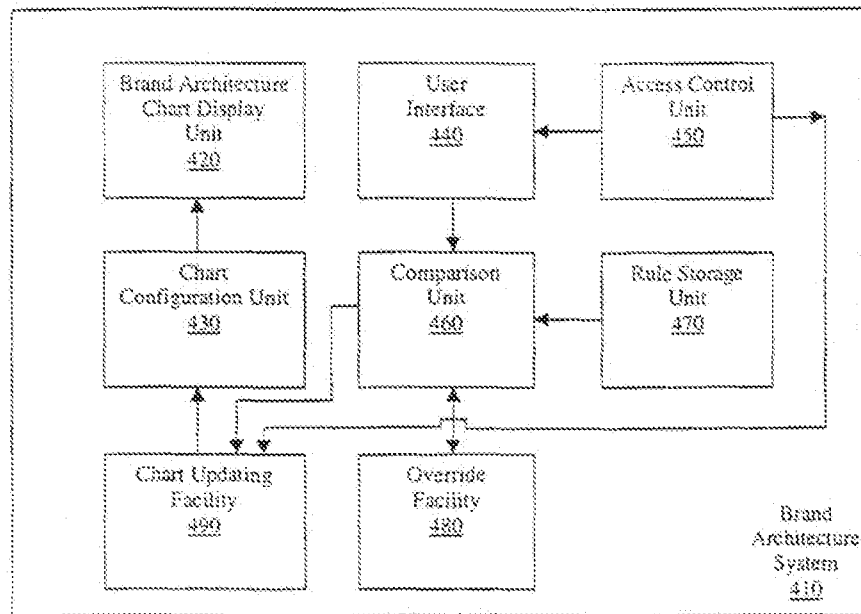 Brand Architecture
Chart Display
Unit
420
User
Interface
440
Access Control
Unit
450
Chart
Configuration Unit
430
Comparison
Unit
460
Rule Storage
Unit
470
Chart Updating
Facility
490
Override
Facility
480
Brand
Architecture
System
410